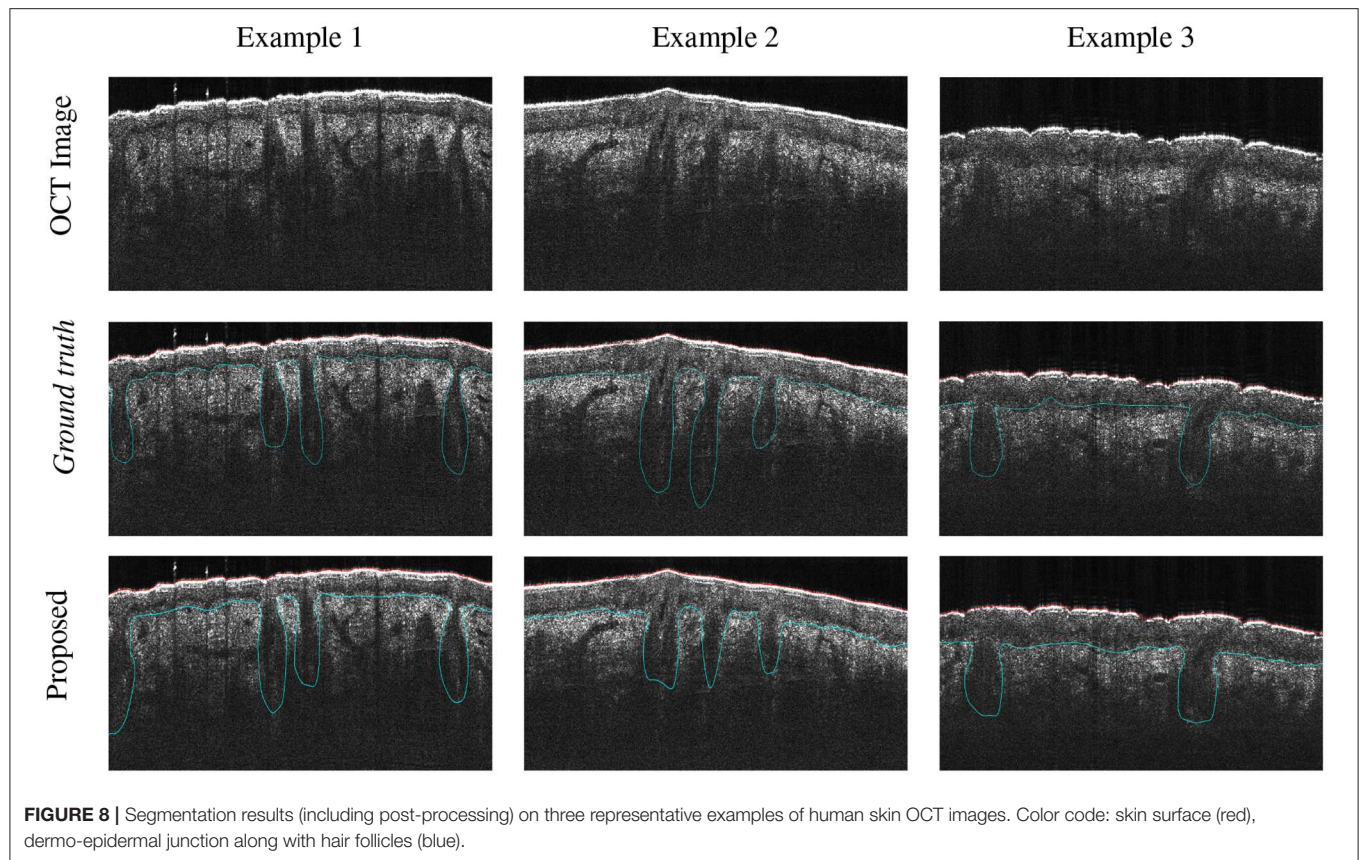 Example 1
Example 2
Example 3
OCT Image
Ground truth
Proposed
FIGURE 8 | Segmentation results (including post-processing) on three representative examples of human skin OCT images. Color code: skin surface (red),
dermo-epidermal junction along with hair follicles (blue).